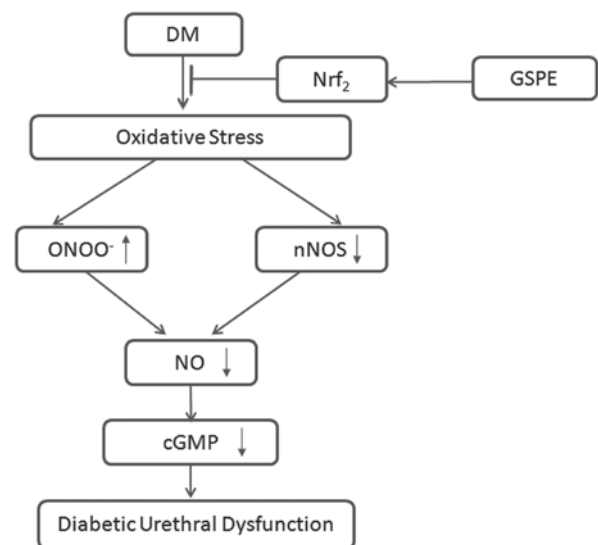 DM
Nrf₂
GSPE
Oxidative Stress
ONOO⁻ ↑
nNOS ↓
NO ↓
cGMP ↓
Diabetic Urethral Dysfunction